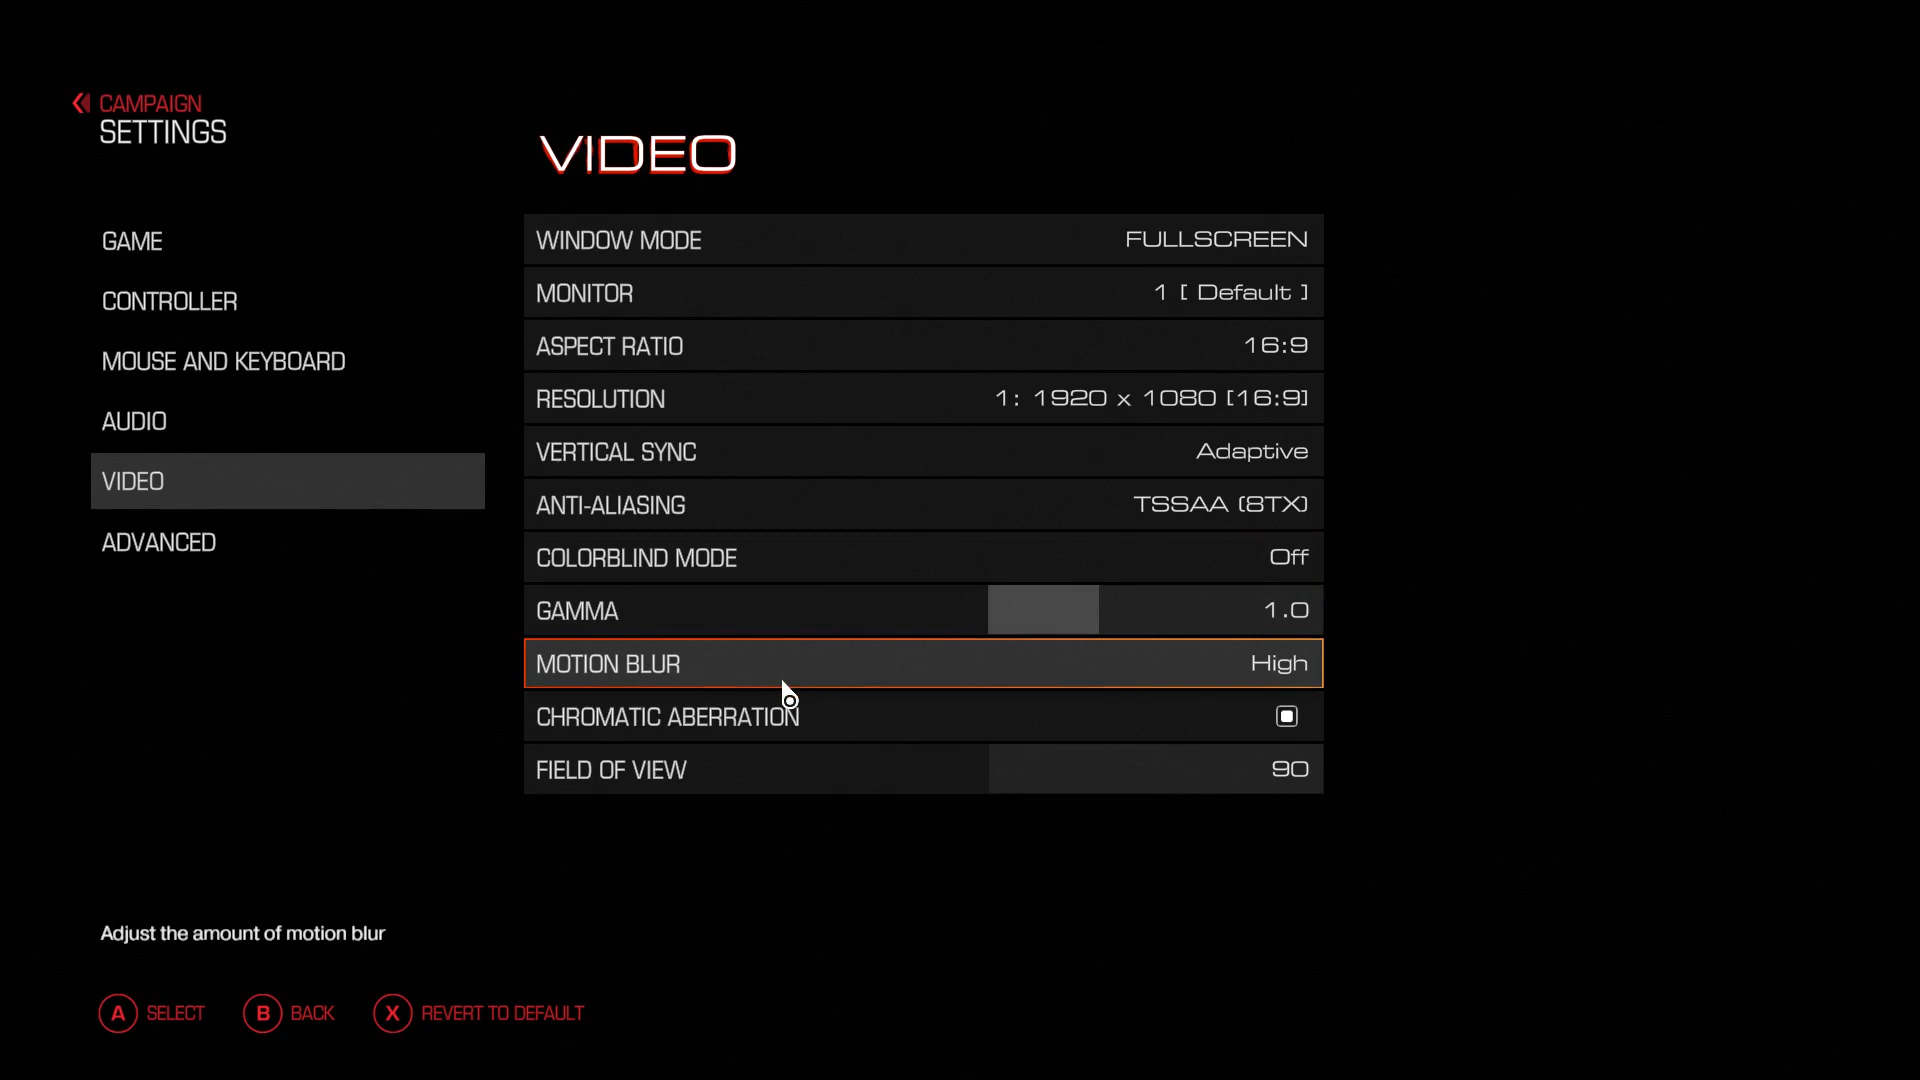 CAMPAIGN
SETTINGS
VIDEO
GAME
CONTROLLER
MOUSE AND KEYBOARD
AUDIO
VIDEO
ADVANCED
WINDOW MODE FULLSCREEN
MONITOR 1 [ Default ]
ASPECT RATIO 16:9
RESOLUTION 1: 1920 x 1080 [16:9]
VERTICAL SYNC Adaptive
ANTI-ALIASING TSSAA (8TX)
COLORBLIND MODE Off
GAMMA 1.0
MOTION BLUR High
CHROMATIC ABERRATION
FIELD OF VIEW 90
Adjust the amount of motion blur
A SELECT B BACK X REVERT TO DEFAULT